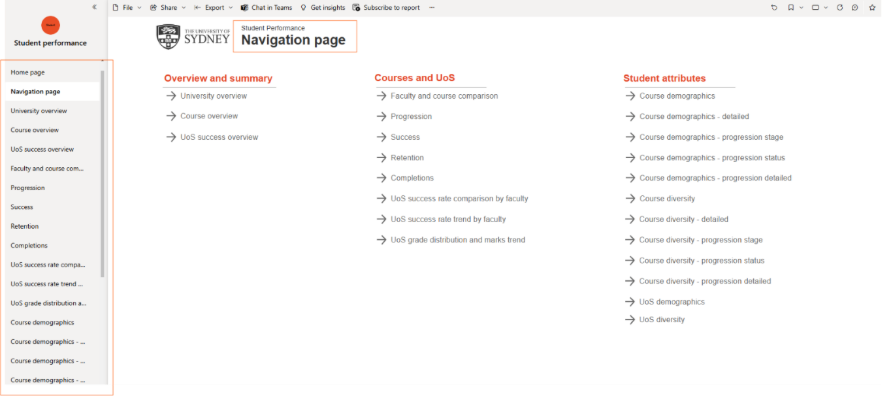 File
Share
Export
Chat in Teams
Get insights
Subscribe to report
Student performance
Home page
Navigation page
University overview
Course overview
UoS success overview
Faculty and course com...
Progression
Success
Retention
Completions
UoS success rate compa...
UoS success rate trend ...
UoS grade distribution a...
Course demographics
Course demographics - ...
Course demographics - ...
Course demographics - ...
THE UNIVERSITY OF
SYDNEY
Student Performance
Navigation page
Overview and summary
University overview
Course overview
UoS success overview
Courses and UoS
Faculty and course comparison
Progression
Success
Retention
Completions
UoS success rate comparison by faculty
UoS success rate trend by faculty
UoS grade distribution and marks trend
Student attributes
Course demographics
Course demographics - detailed
Course demographics - progression stage
Course demographics - progression status
Course demographics - progression detailed
Course diversity
Course diversity - detailed
Course diversity - progression stage
Course diversity - progression status
Course diversity - progression detailed
UoS demographics
UoS diversity